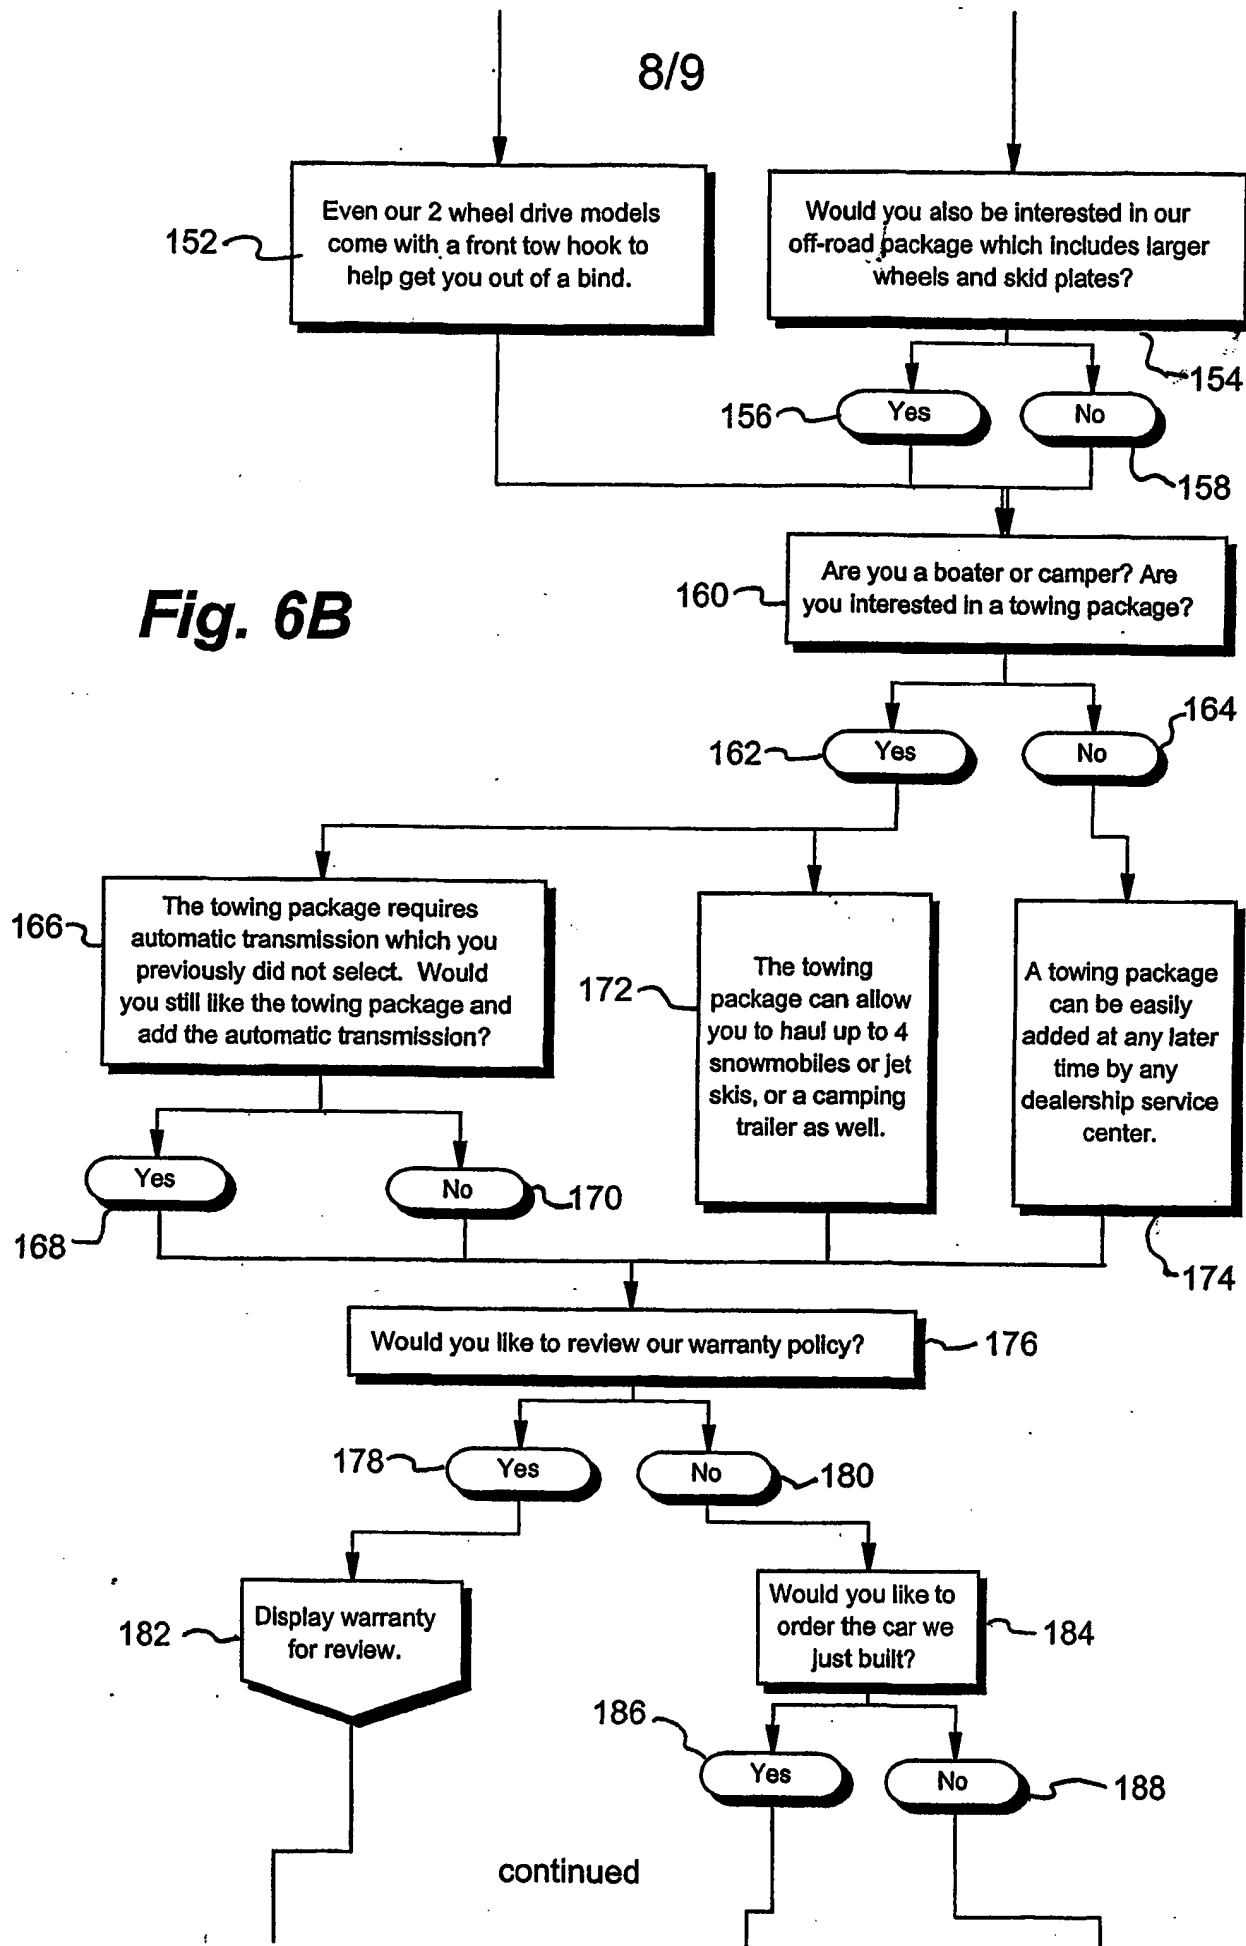 8/9
Even our 2 wheel drive models
come with a front tow hook to
help get you out of a bind.
152
Would you also be interested in our
off-road package which includes larger
wheels and skid plates?
154
156
Yes
No
158
Fig. 6B
160
Are you a boater or camper? Are
you interested in a towing package?
162
Yes
No
164
166
The towing package requires
automatic transmission which you
previously did not select. Would
you still like the towing package and
add the automatic transmission?
172
The towing
package can allow
you to haul up to 4
snowmobiles or jet
skis, or a camping
trailer as well.
A towing package
can be easily
added at any later
time by any
dealership service
center.
174
168
Yes
No
170
Would you like to review our warranty policy?
176
178
Yes
No
180
182
Display warranty
for review.
Would you like to
order the car we
just built?
184
186
Yes
No
188
continued